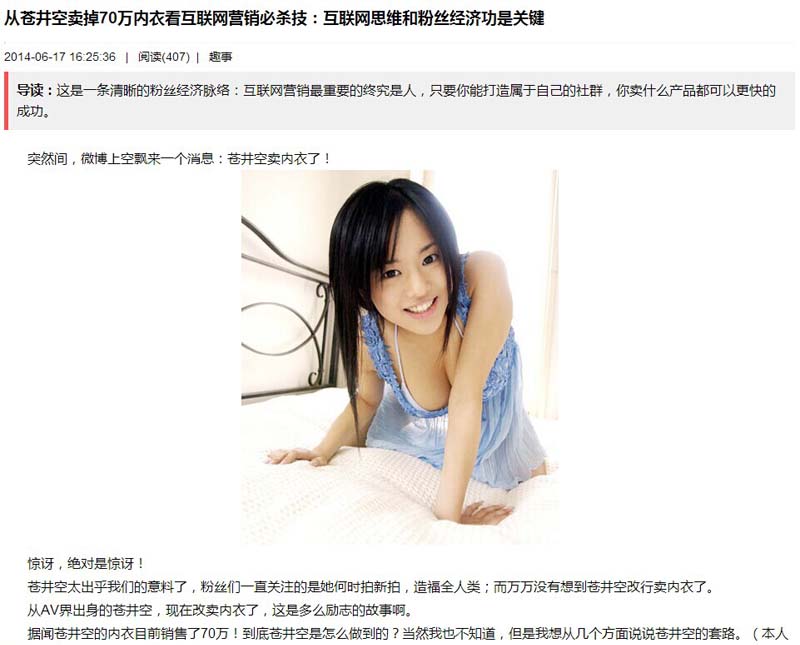 从苍井空卖掉70万内衣看互联网营销必杀技：互联网思维和粉丝经济功是关键
2014-06-17 16:25:36 | 阅读(407) | 趣事
导读：这是一条清晰的粉丝经济脉络：互联网营销最重要的终究是人，只要你能打造属于自己的社群，你卖什么产品都可以更快的
成功。
突然间，微博上空飘来一个消息：苍井空卖内衣了！
惊讶，绝对是惊讶！
苍井空太出乎我们的意料了，粉丝们一直关注的是她何时拍新拍，造福全人类；而万万没有想到苍井空改行卖内衣了。
从AV界出身的苍井空，现在改卖内衣了，这是多么励志的故事啊。
据闻苍井空的内衣目前销售了70万！到底苍井空是怎么做到的？当然我也不知道，但是我想从几个方面说说苍井空的套路。（本人